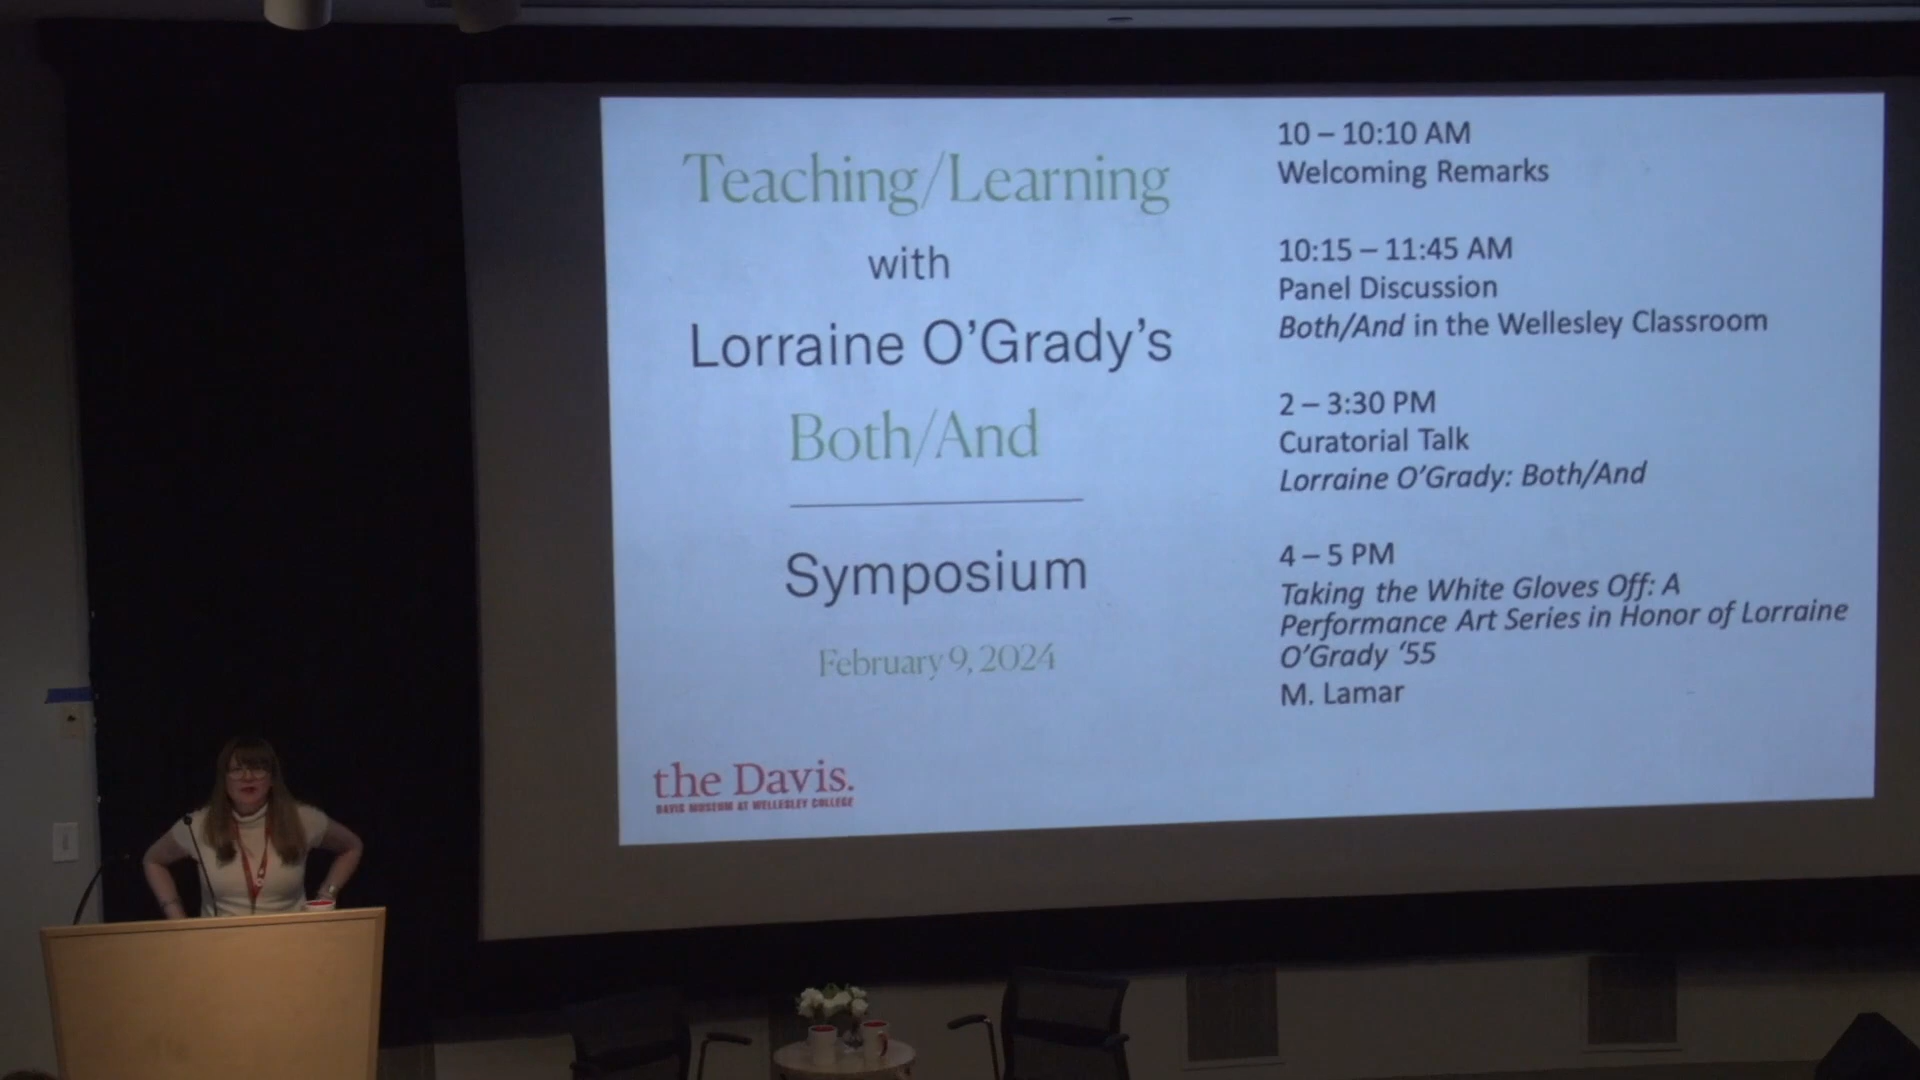 Teaching/Learning
with
Lorraine O'Grady's
Both/And
Symposium
February 9, 2024
the Davis.
DAVIS MUSEUM AT WELLESLEY COLLEGE
10 – 10:10 AM
Welcoming Remarks
10:15 – 11:45 AM
Panel Discussion
Both/And in the Wellesley Classroom
2 – 3:30 PM
Curatorial Talk
Lorraine O'Grady: Both/And
4 – 5 PM
Taking the White Gloves Off: A
Performance Art Series in Honor of Lorraine
O'Grady ‘55
M. Lamar